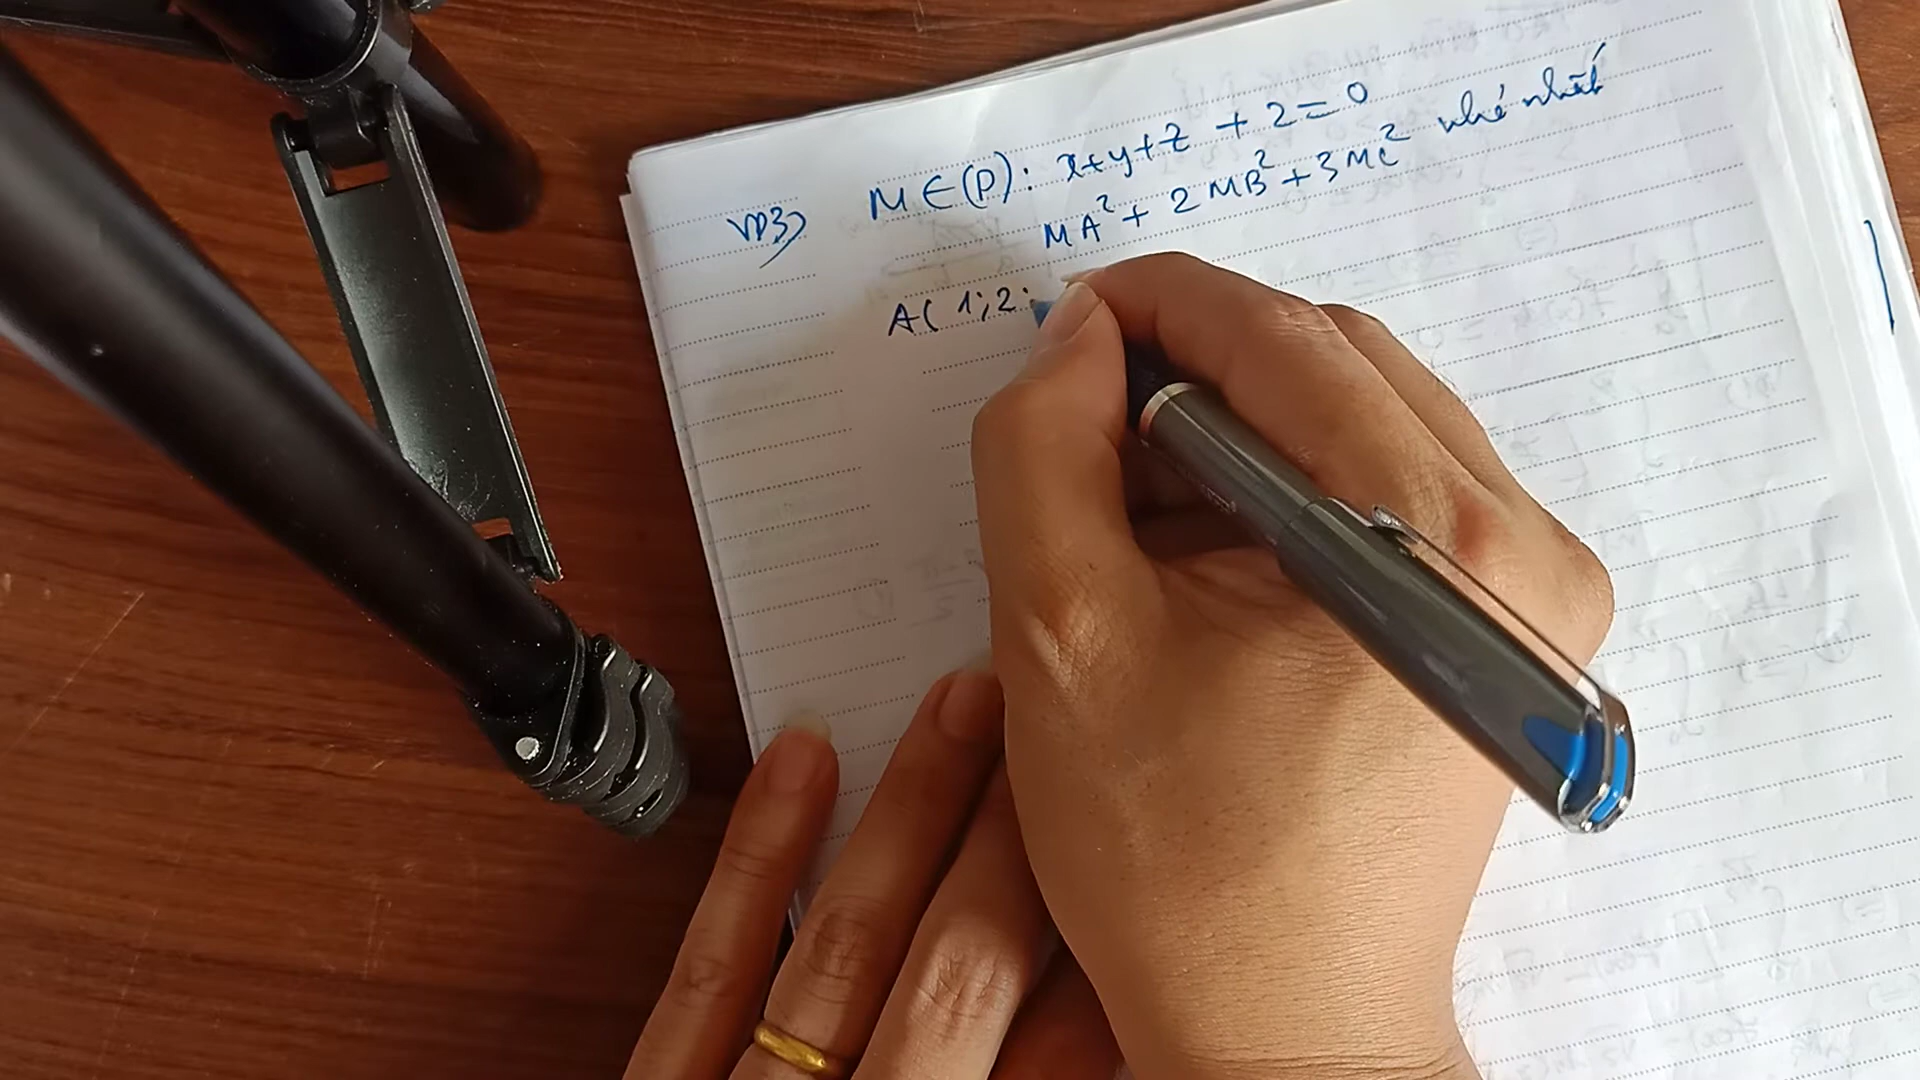 VD3) M ∈ (P): x+y+z + 2 = 0
MA² + 2MB² + 3MC² nhỏ nhất
A( 1;2;